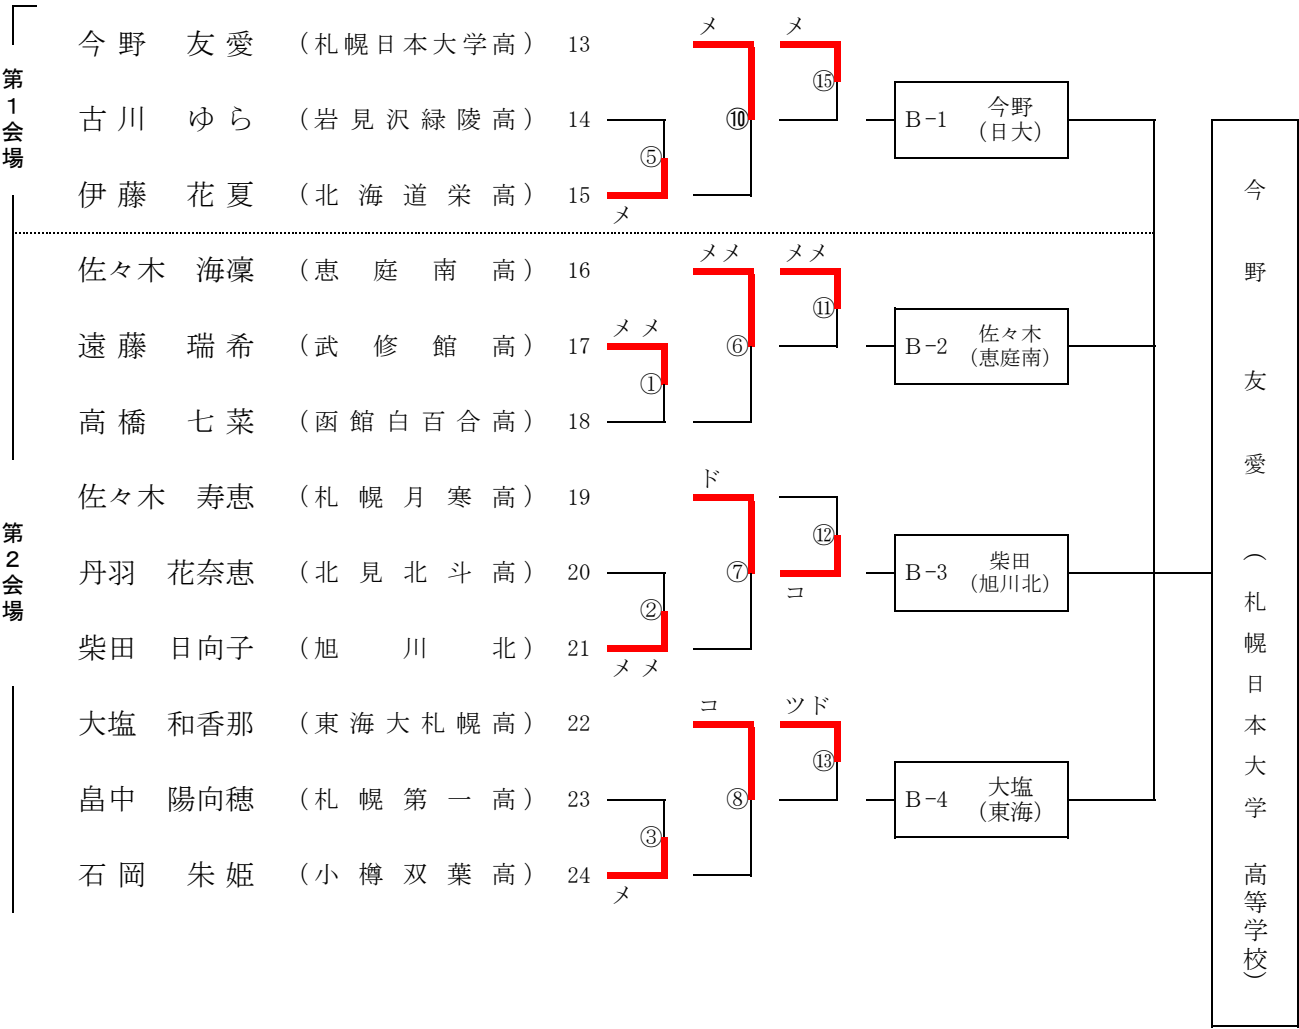 第1会場
今野 友愛 (札幌日本大学高) 13
古川 ゆら (岩見沢緑陵高) 14
伊藤 花夏 (北海道栄高) 15
メ
メ
⑤
⑩
⑮
メ
B-1 今野
(日大)
佐々木 海凜 (恵庭南高) 16
遠藤 瑞希 (武修館高) 17
高橋 七菜 (函館白百合高) 18
メメ
メメ
メメ
①
⑥
⑪
B-2 佐々木
(恵庭南)
第2会場
佐々木 寿恵 (札幌月寒高) 19
丹羽 花奈恵 (北見北斗高) 20
柴田 日向子 (旭川北) 21
ド
⑫
⑦
コ
②
メメ
B-3 柴田
(旭川北)
大塩 和香那 (東海大札幌高) 22
畠中 陽向穂 (札幌第一高) 23
石岡 朱姫 (小樽双葉高) 24
コ
ツド
⑬
⑧
③
メ
B-4 大塩
(東海)
今野友愛(札幌日本大学高等学校)